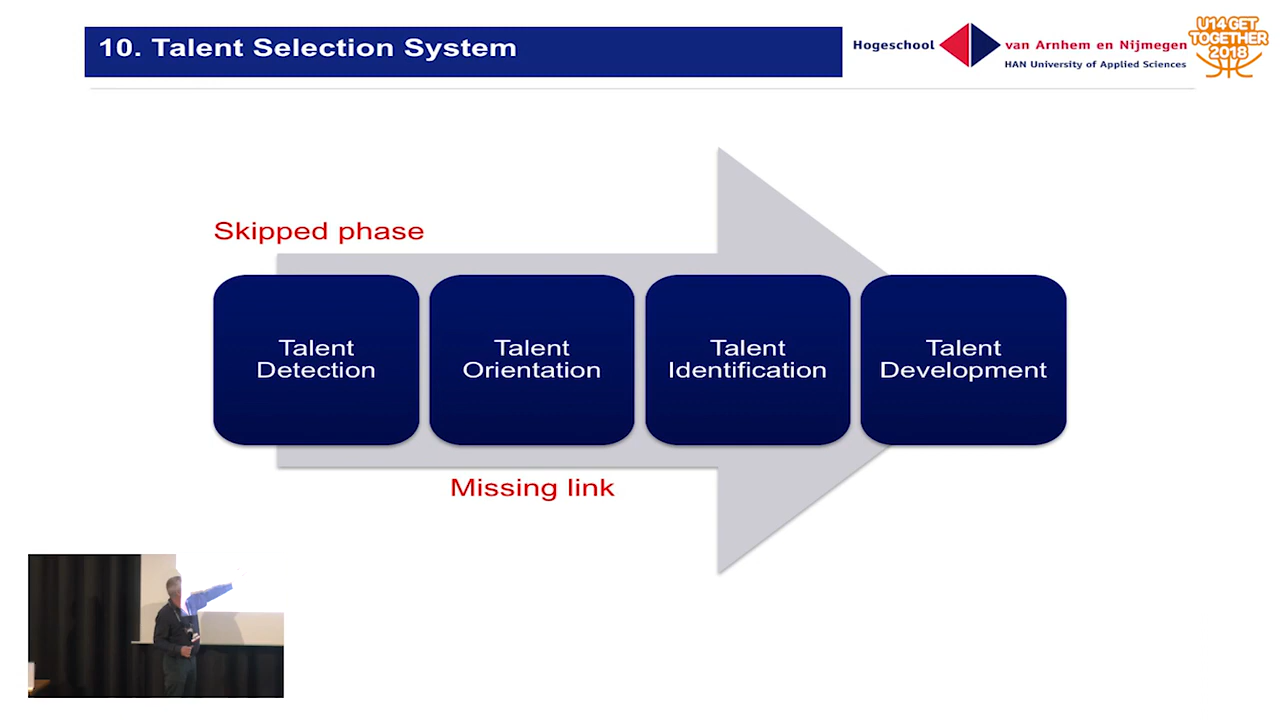 10. Talent Selection System
Hogeschool van Arnhem en Nijmegen
HAN University of Applied Sciences
U14 GET
TOGETHER
2018
Skipped phase
Talent
Detection
Talent
Orientation
Talent
Identification
Talent
Development
Missing link